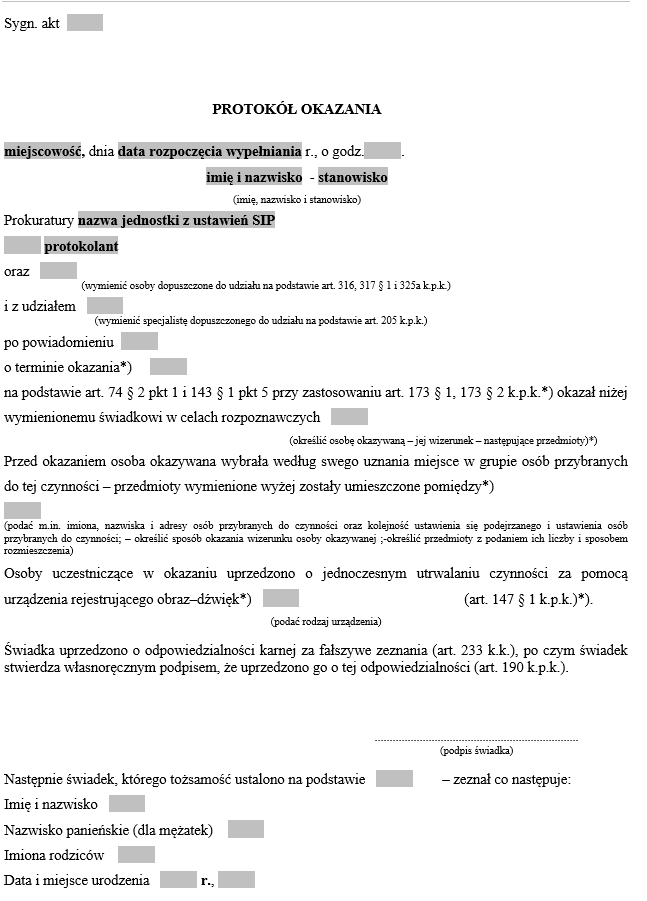 Sygn. akt
PROTOKÓŁ OKAZANIA
miejscowość, dnia data rozpoczęcia wypełniania r., o godz. .
imię i nazwisko - stanowisko
(imię, nazwisko i stanowisko)
Prokuratury nazwa jednostki z ustawień SIP
protokolant
oraz
(wymienić osoby dopuszczone do udziału na podstawie art. 316, 317 § 1 i 325a k.p.k.)
i z udziałem
(wymienić specjalistę dopuszczonego do udziału na podstawie art. 205 k.p.k.)
po powiadomieniu
o terminie okazania*)
na podstawie art. 74 § 2 pkt 1 i 143 § 1 pkt 5 przy zastosowaniu art. 173 § 1, 173 § 2 k.p.k.*) okazał niżej
wymienionemu świadkowi w celach rozpoznawczych
(określić osobę okazywaną – jej wizerunek – następujące przedmioty)*)
Przed okazaniem osoba okazywana wybrała według swego uznania miejsce w grupie osób przybranych
do tej czynności – przedmioty wymienione wyżej zostały umieszczone pomiędzy*)
(podać m.in. imiona, nazwiska i adresy osób przybranych do czynności oraz kolejność ustawienia się podejrzanego i ustawienia osób
przybranych do czynności; – określić sposób okazania wizerunku osoby okazywanej ;-określić przedmioty z podaniem ich liczby i sposobem
rozmieszczenia)
Osoby uczestniczące w okazaniu uprzedzono o jednoczesnym utrwalaniu czynności za pomocą
urządzenia rejestrującego obraz–dźwięk*) (art. 147 § 1 k.p.k.)*).
(podać rodzaj urządzenia)
Świadka uprzedzono o odpowiedzialności karnej za fałszywe zeznania (art. 233 k.k.), po czym świadek
stwierdza własnoręcznym podpisem, że uprzedzono go o tej odpowiedzialności (art. 190 k.p.k.).
(podpis świadka)
Następnie świadek, którego tożsamość ustalono na podstawie – zeznał co następuje:
Imię i nazwisko
Nazwisko panieńskie (dla mężatek)
Imiona rodziców
Data i miejsce urodzenia r.,